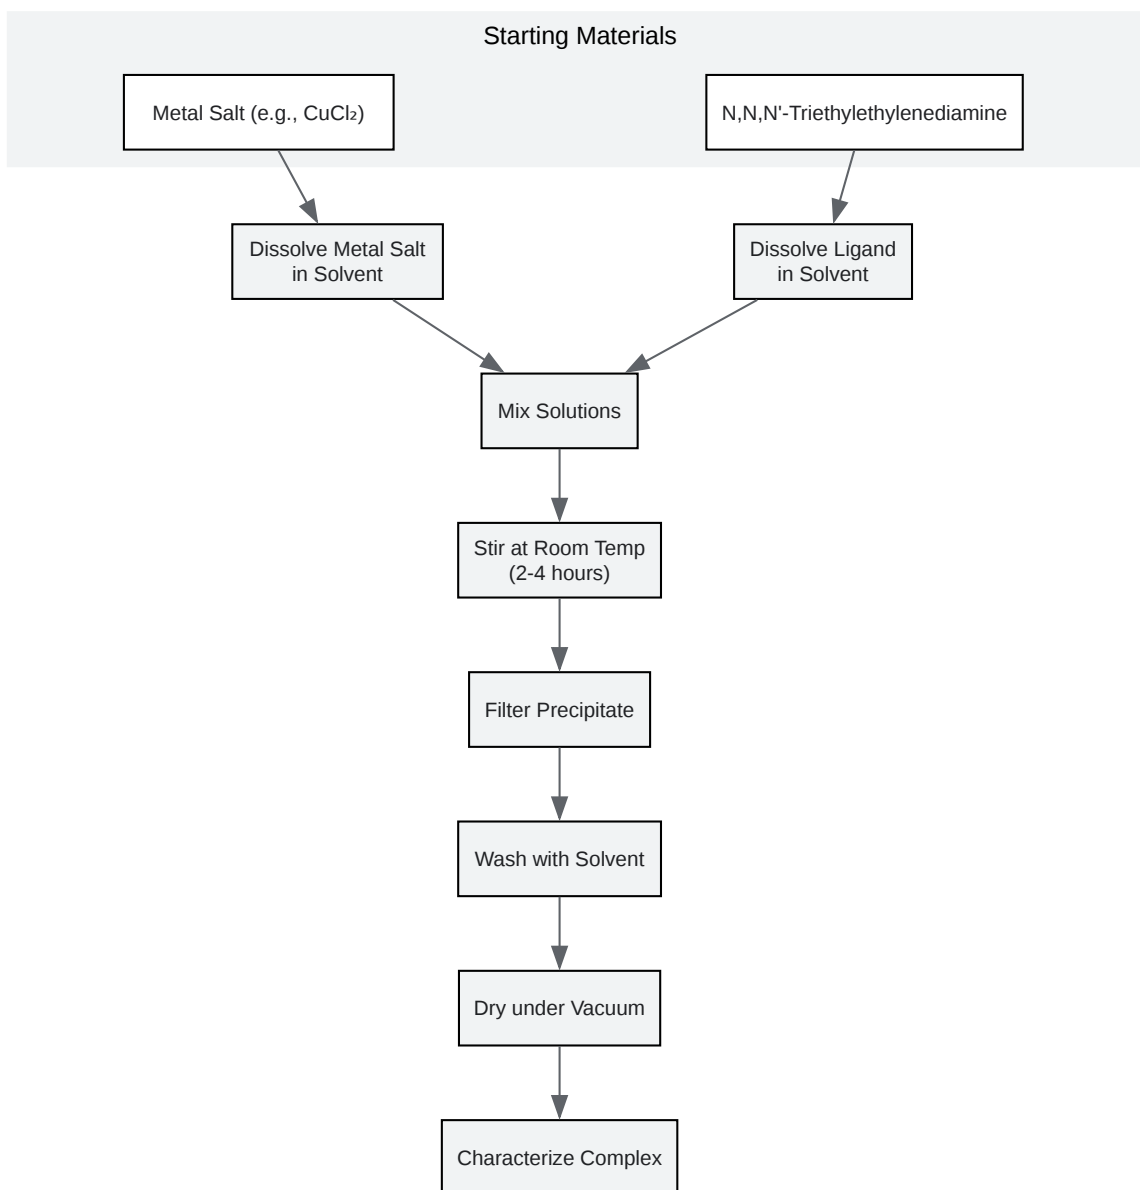 Starting Materials
Metal Salt (e.g., CuCl₂)
N,N,N'-Triethylethylenediamine
Dissolve Metal Salt
in Solvent
Dissolve Ligand
in Solvent
Mix Solutions
Stir at Room Temp
(2-4 hours)
Filter Precipitate
Wash with Solvent
Dry under Vacuum
Characterize Complex